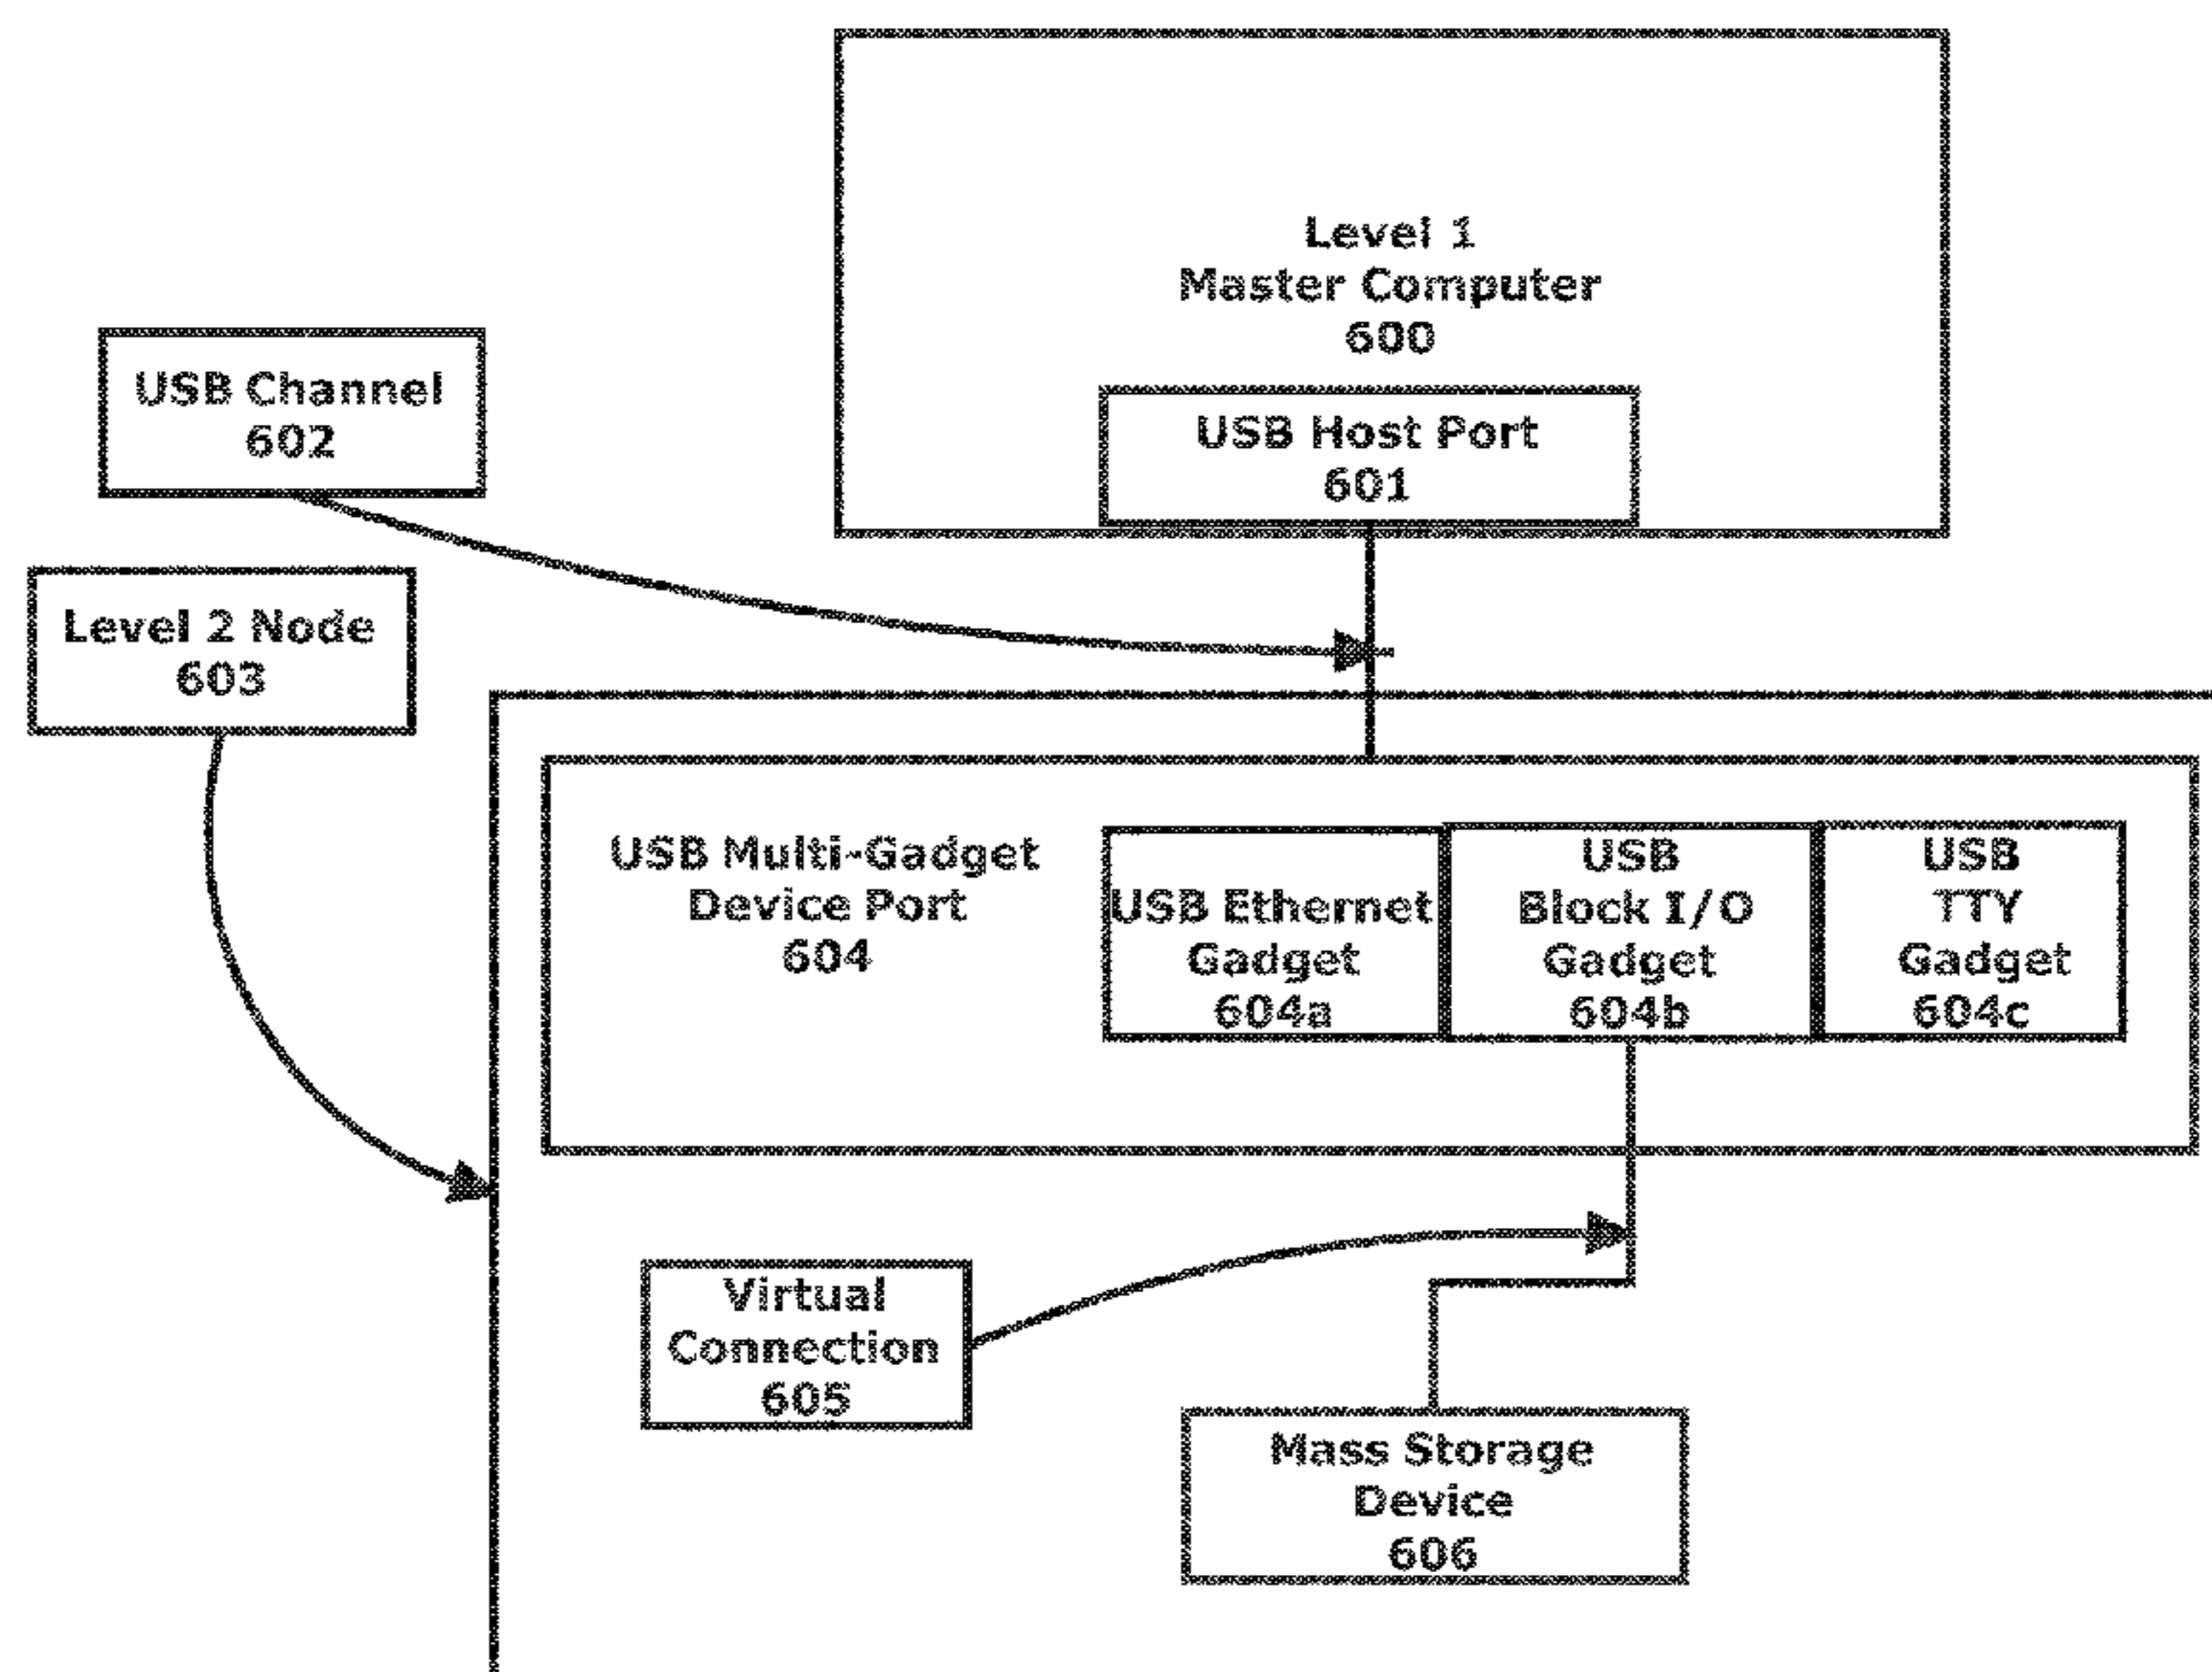 Level 1
Master Computer
600
USB Host Port
601
USB Channel
602
Level 2 Node
603
USB Multi-Gadget
Device Port
604
USB Ethernet
Gadget
604a
USB
Block I/O
Gadget
604b
USB
TTY
Gadget
604c
Virtual
Connection
605
Mass Storage
Device
606